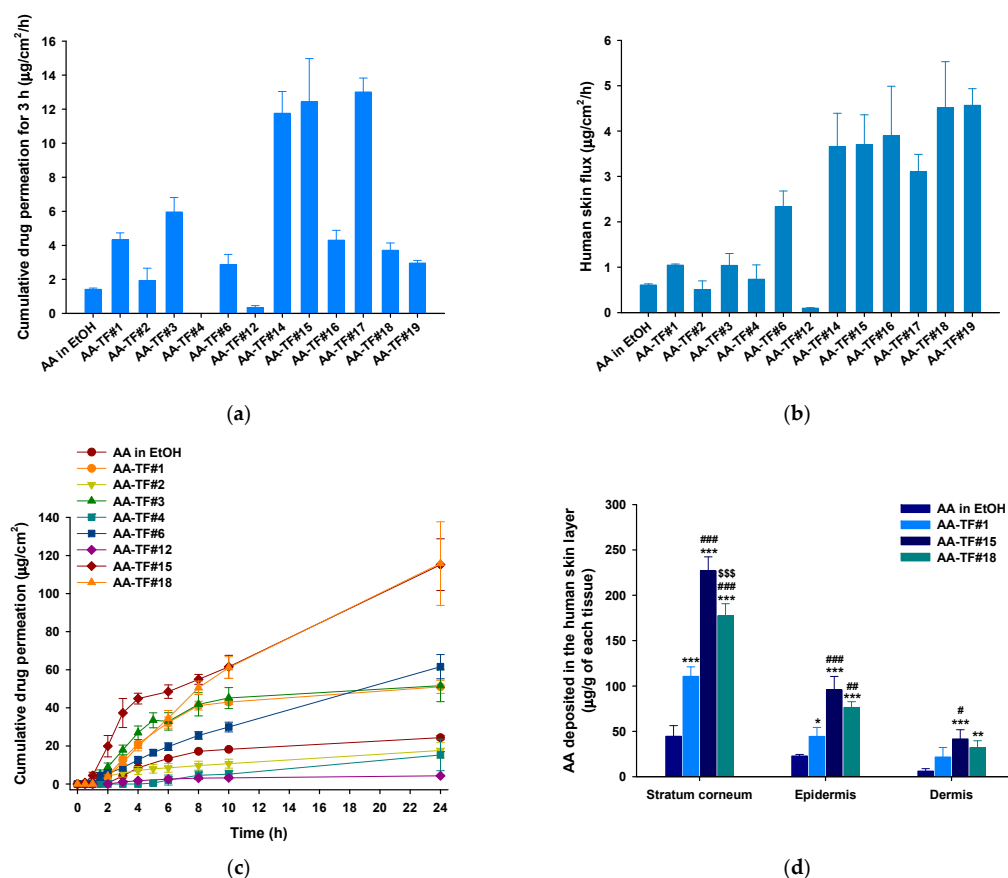 Cumulative drug permeation for 3 h (µg/cm²/h)
16
14
12
10
8
6
4
2
0
AA in EtOH
AA-TF#1
AA-TF#2
AA-TF#3
AA-TF#4
AA-TF#6
AA-TF#12
AA-TF#14
AA-TF#15
AA-TF#16
AA-TF#17
AA-TF#18
AA-TF#19
(a)
Human skin flux (µg/cm²/h)
6
5
4
3
2
1
0
AA in EtOH
AA-TF#1
AA-TF#2
AA-TF#3
AA-TF#4
AA-TF#6
AA-TF#12
AA-TF#14
AA-TF#15
AA-TF#16
AA-TF#17
AA-TF#18
AA-TF#19
(b)
AA in EtOH
AA-TF#1
AA-TF#2
AA-TF#3
AA-TF#4
AA-TF#6
AA-TF#12
AA-TF#15
AA-TF#18
Cumulative drug permeation (µg/cm²)
140
120
100
80
60
40
20
0
0 2 4 6 8 10 12 14 16 18 20 22 24
Time (h)
(c)
AA in EtOH
AA-TF#1
AA-TF#15
AA-TF#18
AA deposited in the human skin layer
(µg/g of each tissue)
300
250
200
150
100
50
0
***
###
***
$$$
###
***
*
###
***
##
***
#
***
**
Stratum corneum Epidermis Dermis
(d)